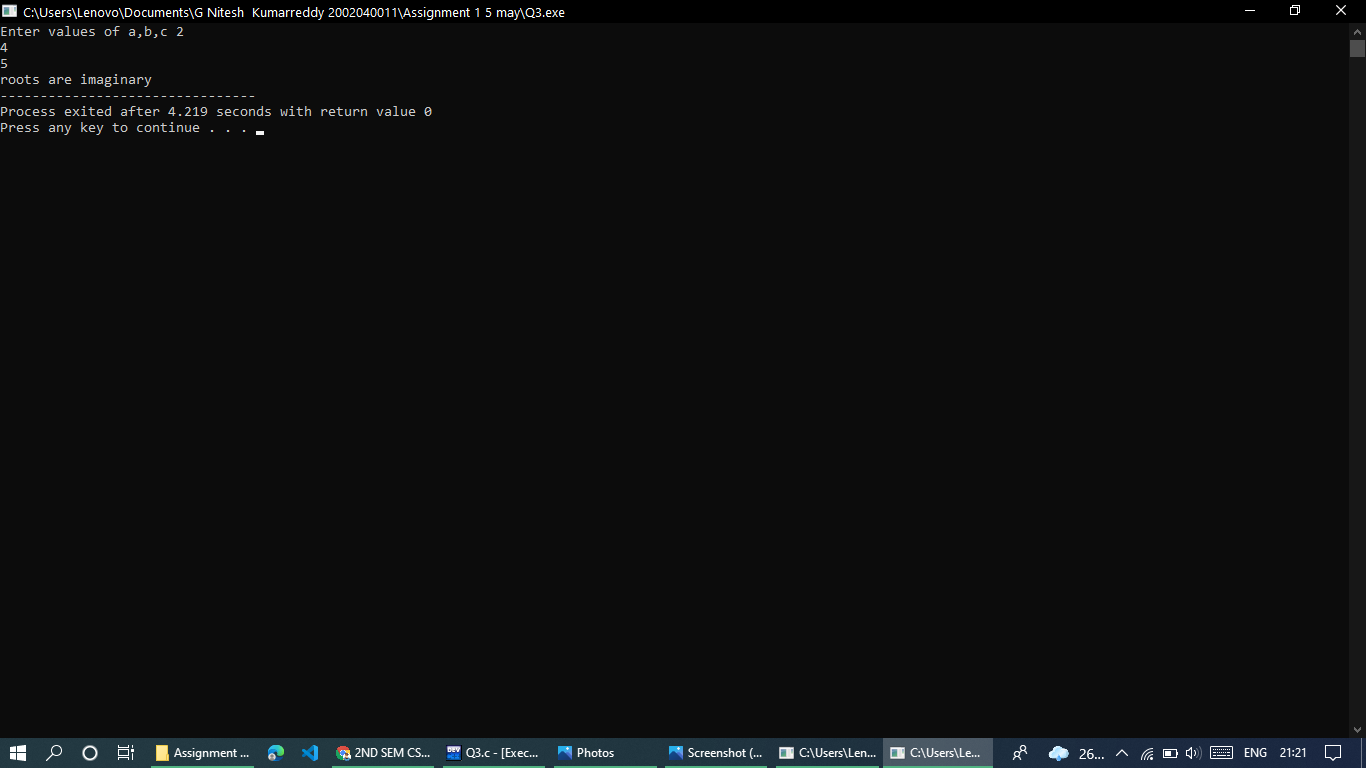 C:\Users\Lenovo\Documents\G Nitesh  Kumarreddy 2002040011\Assignment 1 5 may\Q3.exe
Enter values of a,b,c 2
4
5
roots are imaginary
--------------------------------
Process exited after 4.219 seconds with return value 0
Press any key to continue . . .
Assignment ... 2ND SEM CS... DEV Q3.c - [Exec... Photos Screenshot (... C:\Users\Len... C:\Users\Le... 26... ENG 21:21